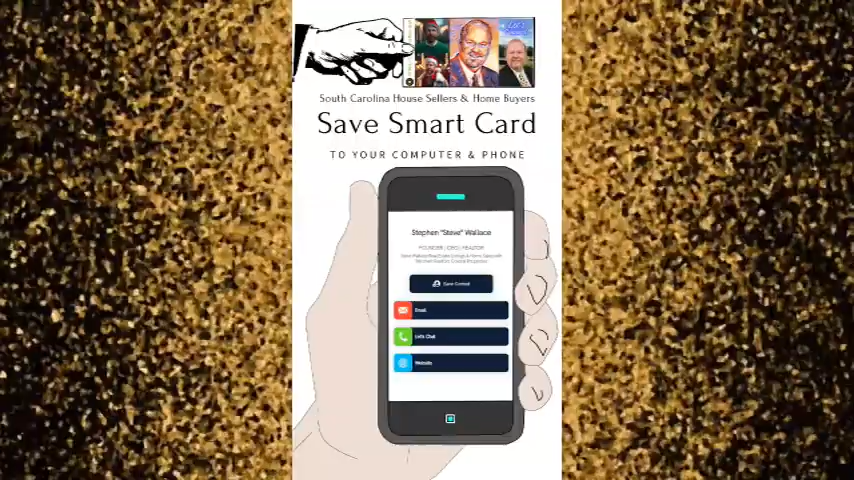 South Carolina House Sellers & Home Buyers
Save Smart Card
TO YOUR COMPUTER & PHONE
Stephen "Steve" Wallace
FOUNDER | CEO | REALTOR
Save Contact
Email
Let's Chat
Website